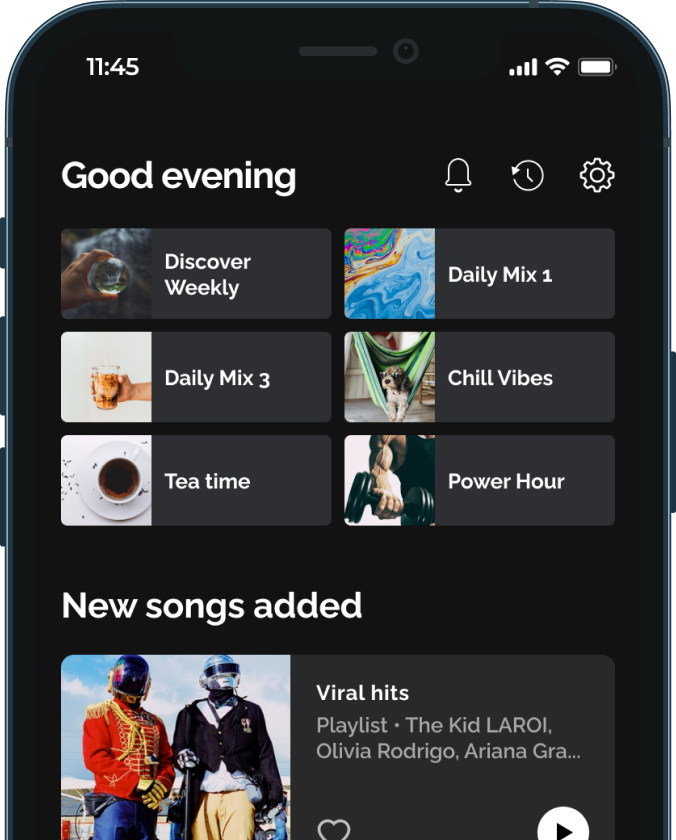 11:45
Good evening
Discover
Weekly
Daily Mix 1
Daily Mix 3
Chill Vibes
Tea time
Power Hour
New songs added
Viral hits
Playlist • The Kid LAROI,
Olivia Rodrigo, Ariana Gra...